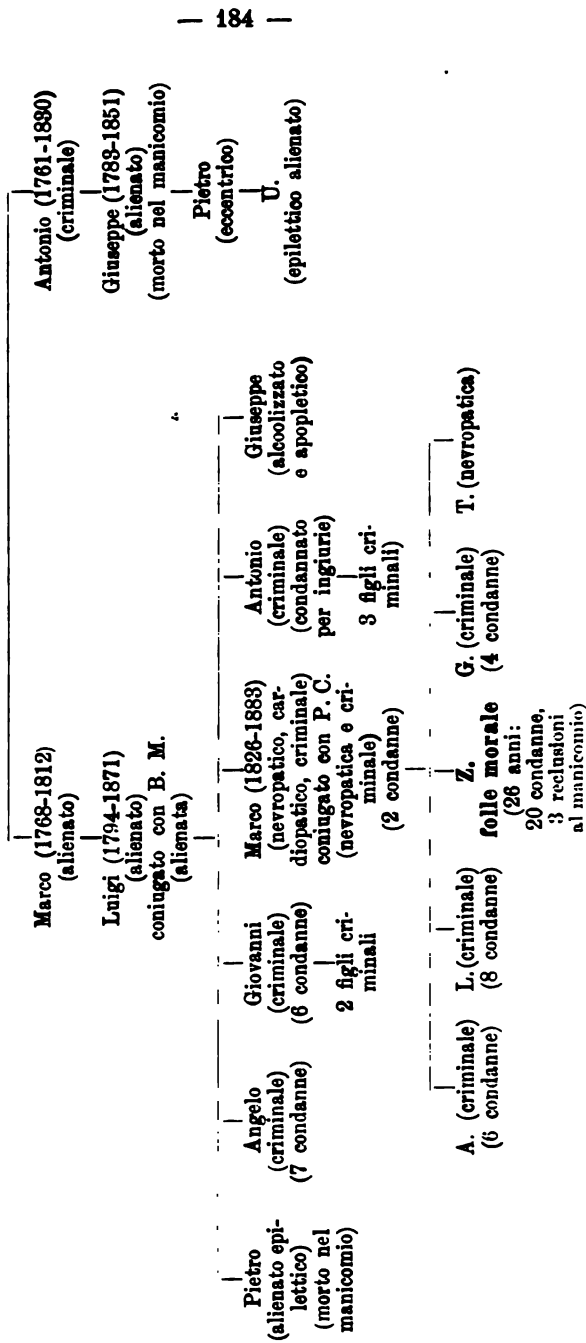 — 184 —
Marco (1768-1812)
(alienato)
Antonio (1761-1830)
(criminale)
Luigi (1794-1871)
(alienato)
coniugato con B. M.
(alienata)
Giuseppe (1783-1851)
(alienato)
(morto nel manicomio)
Pietro
(eccentrico)
U.
(epilettico alienato)
Pietro
(alienato epi-
lettico)
(morto nel
manicomio)
Angelo
(criminale)
(7 condanne)
Giovanni
(criminale)
(6 condanne)
2 figli cri-
minali
Marco (1826-1883)
(nevropatico, car-
diopatico, criminale)
coniugato con P. C.
(nevropatica e cri-
minale)
(2 condanne)
Antonio
(criminale)
(condannato
per ingiurie)
3 figli cri-
minali)
Giuseppe
(alcoolizzato
e apopletico)
A. (criminale)
(6 condanne)
L. (criminale)
(8 condanne)
Z.
folle morale
(26 anni:
20 condanne,
3 reclusioni
al manicomio)
G. (criminale)
(4 condanne)
T. (nevropatica)